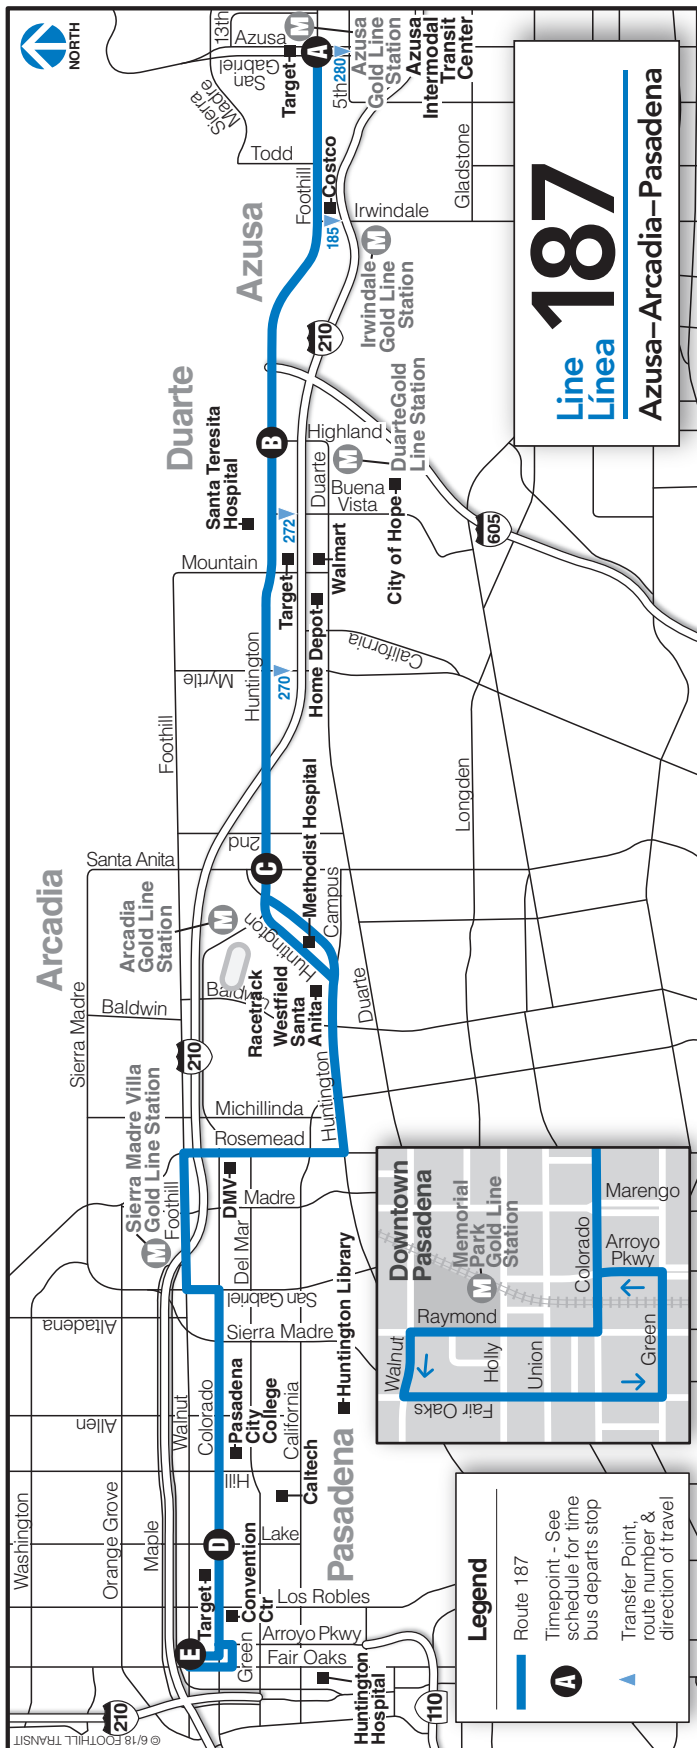 NORTH
Line
Línea
187
Azusa–Arcadia–Pasadena
Azusa
Duarte
Arcadia
Pasadena
13th
Azusa
San
Gabriel
Sierra
Madre
Todd
Target
A
M
Azusa
Gold Line
Station
Azusa
Intermodal
Transit
Center
5th
280
Foothill
Costco
185
Irwindale
Gladstone
M
Irwindale
Gold Line
Station
210
B
Highland
M
DuarteGold
Line Station
Duarte
Buena
Vista
City of Hope
605
Santa Teresita
Hospital
272
Mountain
Target
Walmart
Home Depot
California
Myrtle
270
Huntington
Foothill
Longden
2nd
Santa Anita
C
Methodist Hospital
Campus
Huntington
M
Arcadia
Gold Line
Station
Racetrack
Westfield
Santa
Anita
Baldwin
Baldwin
Sierra Madre
Duarte
Huntington
210
Michillinda
Rosemead
M
Sierra Madre Villa
Gold Line Station
Foothill
DMV
Madre
Del Mar
San Gabriel
Sierra Madre
Altadena
Huntington Library
Allen
Walnut
Colorado
Pasadena
City
College
California
Hill
Caltech
Washington
Orange Grove
Maple
D
Lake
Target
Convention
Ctr
Los Robles
E
Green
Arroyo Pkwy
Fair Oaks
Huntington
Hospital
210
110
Downtown
Pasadena
M
Memorial
Park
Gold Line
Station
Marengo
Colorado
Arroyo
Pkwy
Raymond
Walnut
Holly
Union
Green
Fair Oaks
Legend
Route 187
A
Timepoint - See
schedule for time
bus departs stop
Transfer Point,
route number &
direction of travel
© 6/18 FOOTHILL TRANSIT